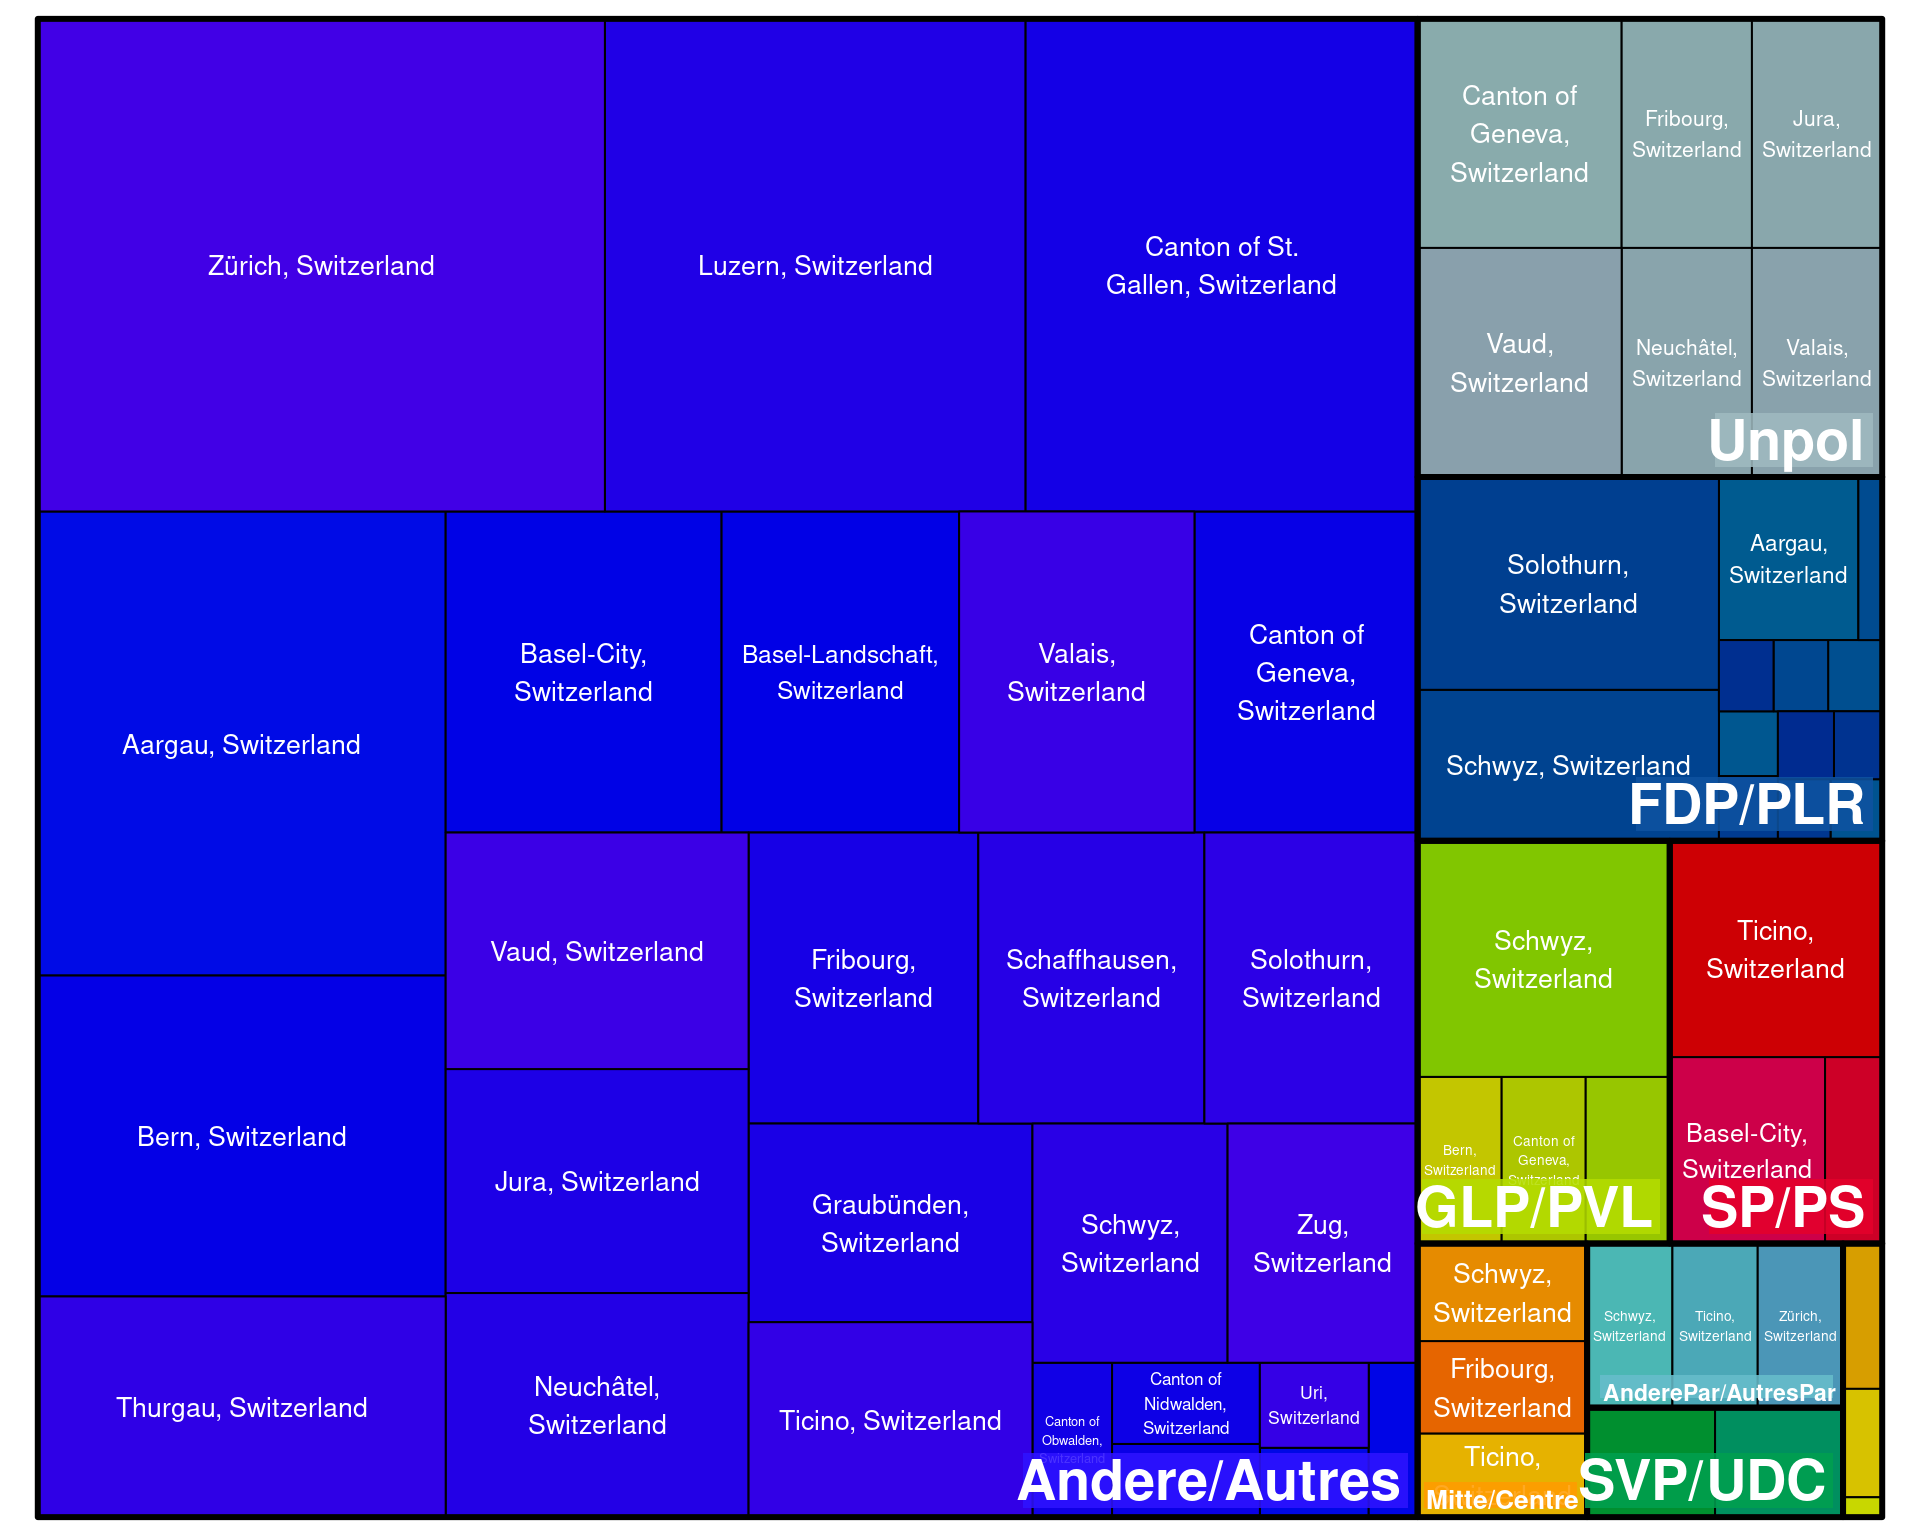 Zürich, Switzerland
Luzern, Switzerland
Canton of St.
Gallen, Switzerland
Aargau, Switzerland
Basel-City,
Switzerland
Basel-Landschaft,
Switzerland
Valais,
Switzerland
Canton of
Geneva,
Switzerland
Bern, Switzerland
Vaud, Switzerland
Fribourg,
Switzerland
Schaffhausen,
Switzerland
Solothurn,
Switzerland
Jura, Switzerland
Graubünden,
Switzerland
Schwyz,
Switzerland
Zug,
Switzerland
Thurgau, Switzerland
Neuchâtel,
Switzerland
Ticino, Switzerland
Canton of
Obwalden,
Switzerland
Canton of
Nidwalden,
Switzerland
Uri,
Switzerland
Andere/Autres
Canton of
Geneva,
Switzerland
Fribourg,
Switzerland
Jura,
Switzerland
Vaud,
Switzerland
Neuchâtel,
Switzerland
Valais,
Switzerland
Unpol
Solothurn,
Switzerland
Aargau,
Switzerland
Schwyz, Switzerland
FDP/PLR
Schwyz,
Switzerland
Bern,
Switzerland
Canton of
Geneva,
Switzerland
GLP/PVL
Ticino,
Switzerland
Basel-City,
Switzerland
SP/PS
Schwyz,
Switzerland
Fribourg,
Switzerland
Ticino,
Mitte/Centre
Schwyz,
Switzerland
Ticino,
Switzerland
Zürich,
Switzerland
AnderePar/AutresPar
SVP/UDC